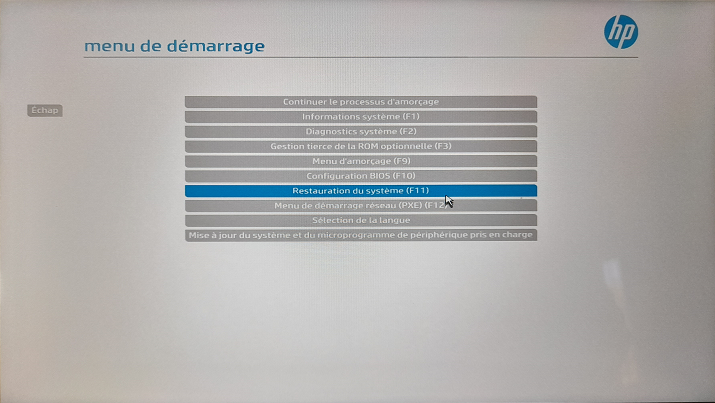 hp
menu de démarrage
Échap
Continuer le processus d'amorçage
Informations système (F1)
Diagnostics système (F2)
Gestion tierce de la ROM optionnelle (F3)
Menu d'amorçage (F9)
Configuration BIOS (F10)
Restauration du système (F11)
Menu de démarrage réseau (PXE) (F12)
Sélection de la langue
Mise à jour du système et du microprogramme de périphérique pris en charge